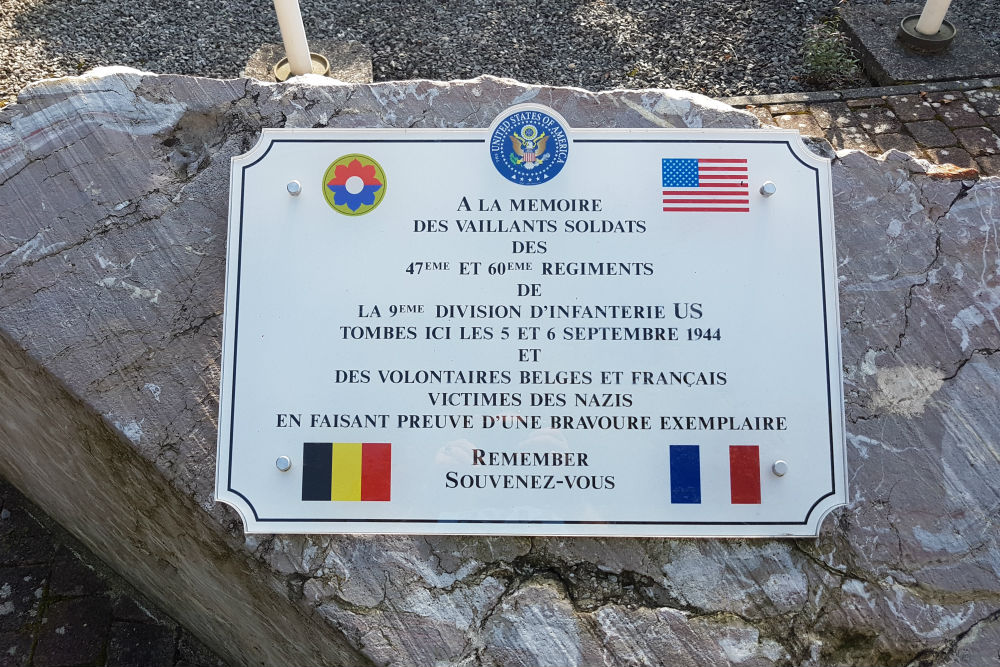 THE UNITED STATES OF AMERICA
A LA MEMOIRE
DES VAILLANTS SOLDATS
DES
47EME ET 60EME REGIMENTS
DE
LA 9EME DIVISION D'INFANTERIE US
TOMBES ICI LES 5 ET 6 SEPTEMBRE 1944
ET
DES VOLONTAIRES BELGES ET FRANÇAIS
VICTIMES DES NAZIS
EN FAISANT PREUVE D'UNE BRAVOURE EXEMPLAIRE
REMEMBER
SOUVENEZ-VOUS